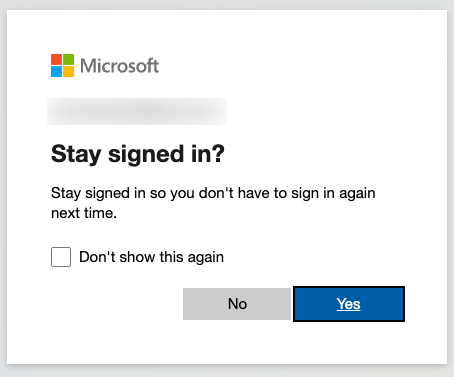 Microsoft
Stay signed in?
Stay signed in so you don't have to sign in again
next time.
Don't show this again
No
Yes